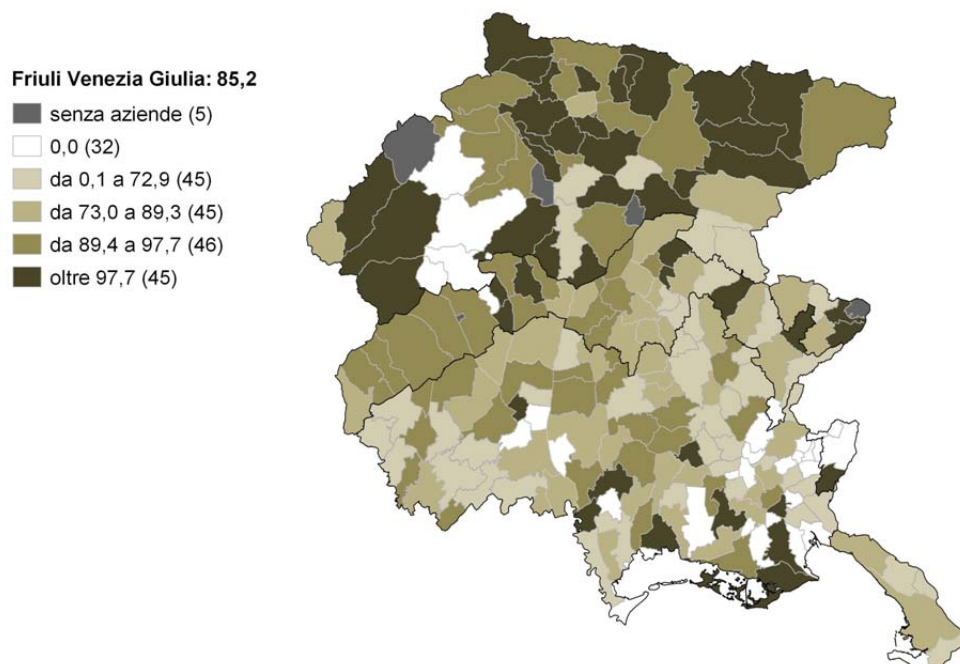 Friuli Venezia Giulia: 85,2
senza aziende (5)
0,0 (32)
da 0,1 a 72,9 (45)
da 73,0 a 89,3 (45)
da 89,4 a 97,7 (46)
oltre 97,7 (45)